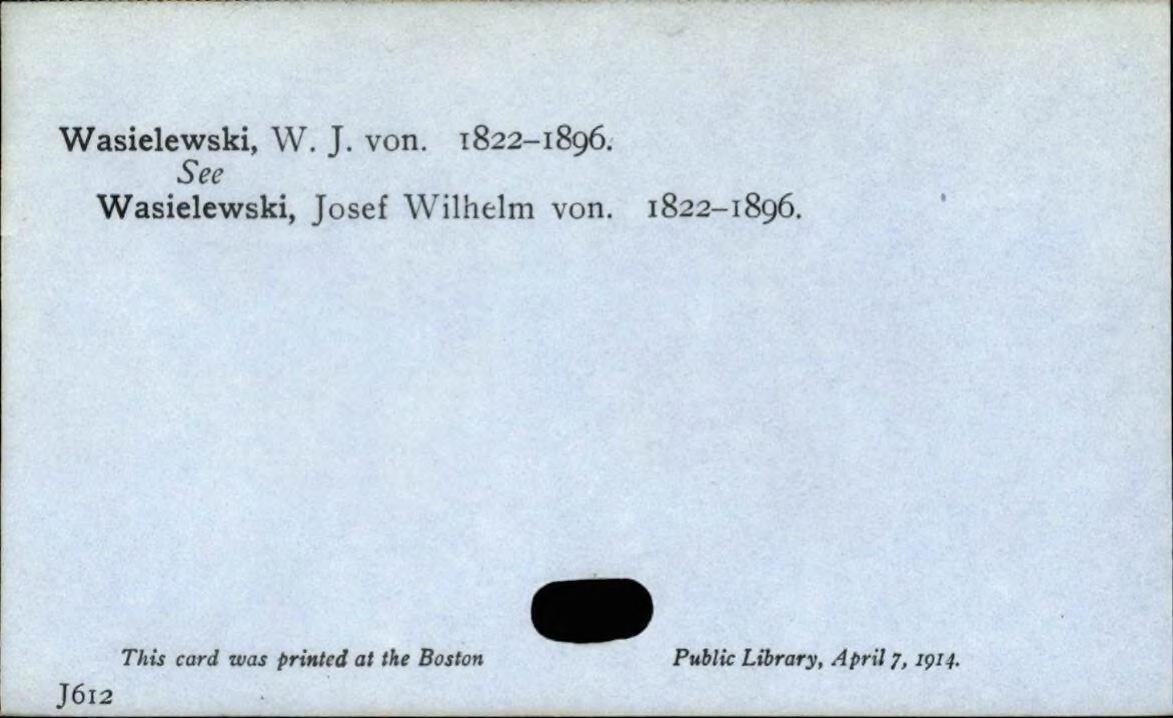 Wasielewski, W. J. von. 1822–1896.
See
Wasielewski, Josef Wilhelm von. 1822–1896.
This card was printed at the Boston Public Library, April 7, 1914.
J612